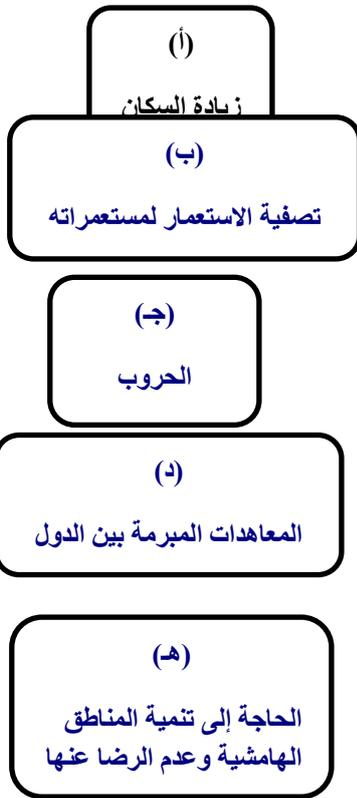 (أ)
زيادة السكان
(ب)
تصفية الاستعمار لمستعمراته
(جـ)
الحروب
(د)
المعاهدات المبرمة بين الدول
(هـ)
الحاجة إلى تنمية المناطق
الهامشية وعدم الرضا عنها